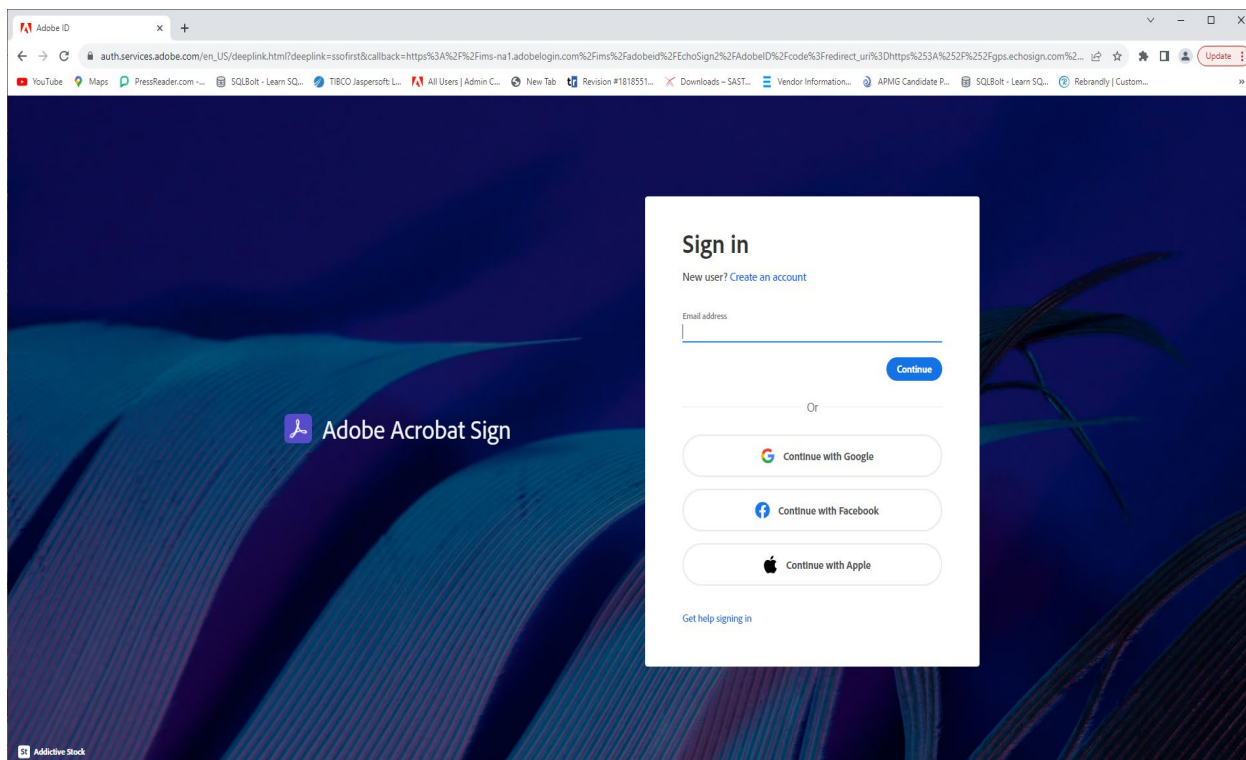 Adobe ID
auth.services.adobe.com/en_US/deeplink.html?deeplink=ssofirst&callback=https%3A%2F%2Fims-na1.adobelogin.com%2Fims%2Fadobeid%2FEchoSign2%2FAdobeID%2Fcode%3Fredirect_uri%3Dhttps%253A%252F%252Fgps.echosign.com%2... Update
YouTube Maps PressReader.com -... SQLBolt - Learn SQ... TIBCO Jaspersoft: L... All Users | Admin C... New Tab Revision #1818551... Downloads – SAST... Vendor Information... APMG Candidate P... SQLBolt - Learn SQ... Rebrandly | Custom... »
Sign in
New user? Create an account
Email address
Continue
Or
Adobe Acrobat Sign
Continue with Google
Continue with Facebook
Continue with Apple
Get help signing in
St Addictive Stock